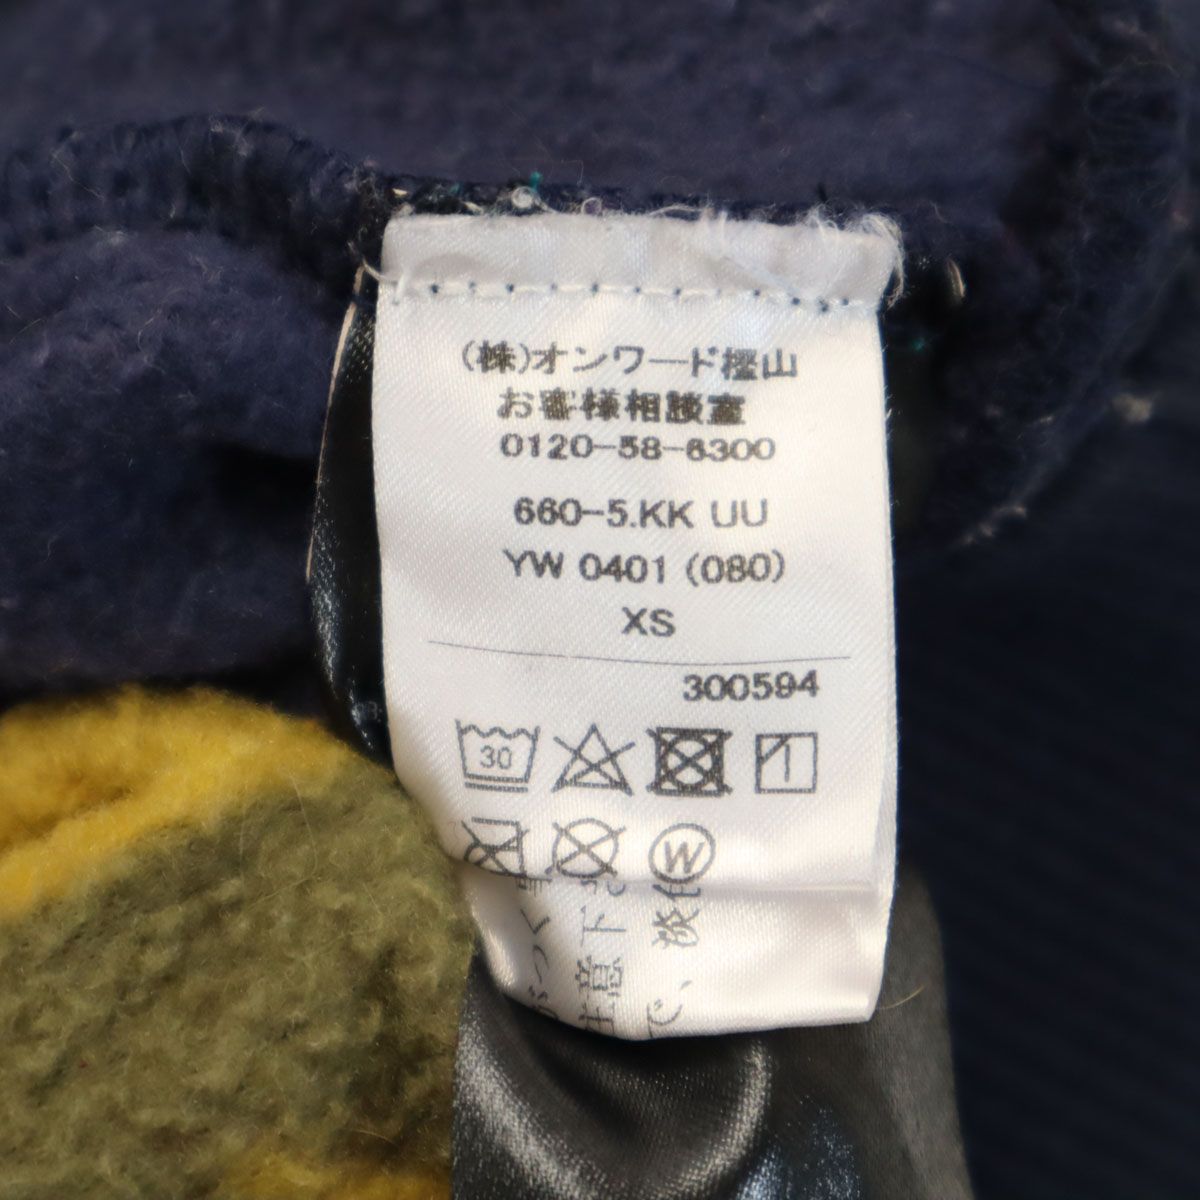 (株)オンワード樫山
お客様相談室
0120-58-6300
660-5.KK UU
YW 0401 (080)
XS
300594
30
W